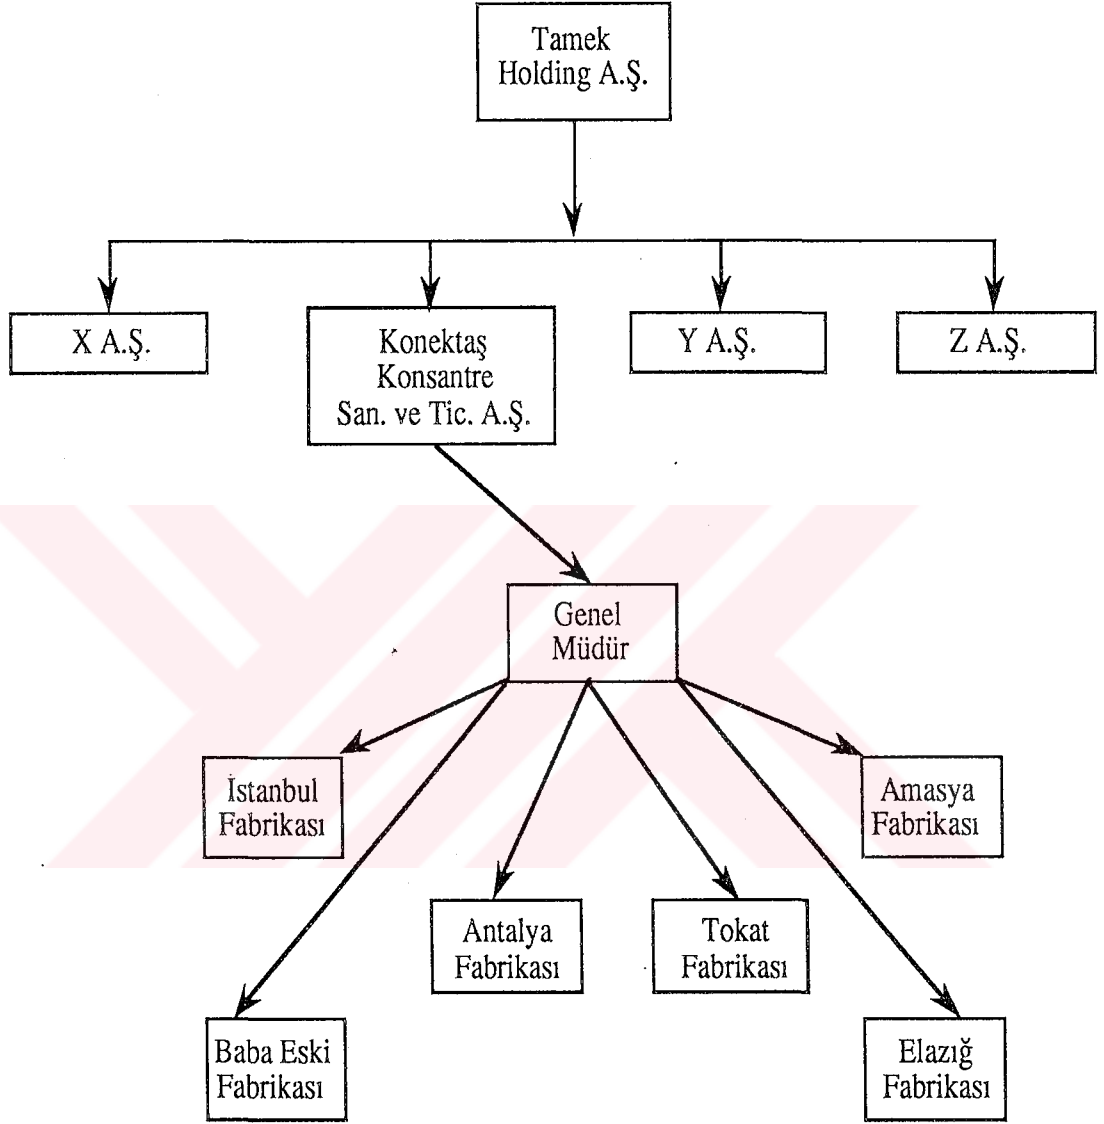 Tamek
Holding A.Ş.
X A.Ş.
Konektaş
Konsantre
San. ve Tic. A.Ş.
Y A.Ş.
Z A.Ş.
Genel
Müdür
İstanbul
Fabrikası
Amasya
Fabrikası
Antalya
Fabrikası
Tokat
Fabrikası
Baba Eski
Fabrikası
Elazığ
Fabrikası